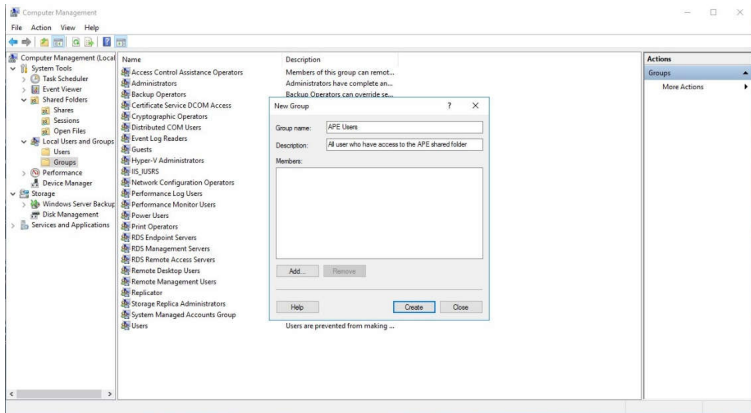 Computer Management
File Action View Help
Computer Management (Local
System Tools
Task Scheduler
Event Viewer
Shared Folders
Shares
Sessions
Open Files
Local Users and Groups
Users
Groups
Performance
Device Manager
Storage
Windows Server Backup
Disk Management
Services and Applications
Name Description
Access Control Assistance Operators Members of this group can remot...
Administrators Administrators have complete an...
Backup Operators Backup Operators can override se...
Certificate Service DCOM Access
Cryptographic Operators
Distributed COM Users
Event Log Readers
Guests
Hyper-V Administrators
IIS_IUSRS
Network Configuration Operators
Performance Log Users
Performance Monitor Users
Power Users
Print Operators
RDS Endpoint Servers
RDS Management Servers
RDS Remote Access Servers
Remote Desktop Users
Remote Management Users
Replicator
Storage Replica Administrators
System Managed Accounts Group
Users Users are prevented from making ...
New Group
Group name: APE Users
Description: All user who have access to the APE shared folder
Members:
Add... Remove
Help Create Close
Actions
Groups
More Actions